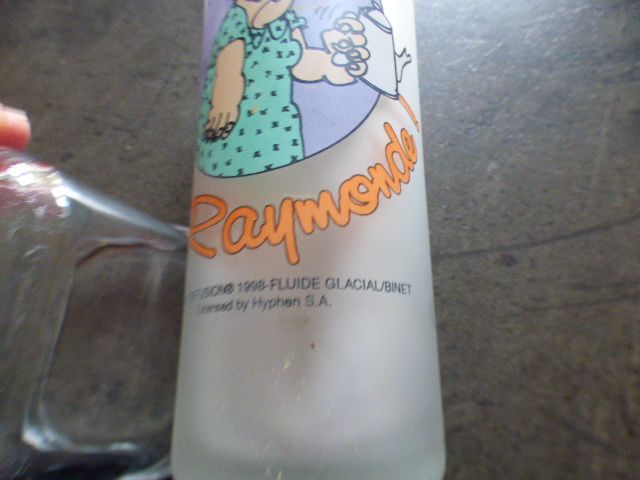 Raymonde!
1998-FLUIDE GLACIAL/BINET
Licensed by Hyphen S.A.